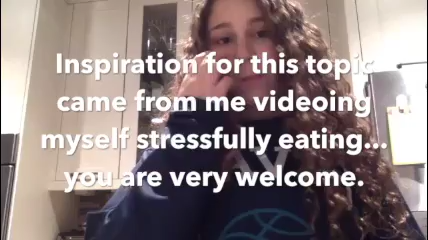 Inspiration for this topic
came from me videoing
myself stressfully eating...
you are very welcome.